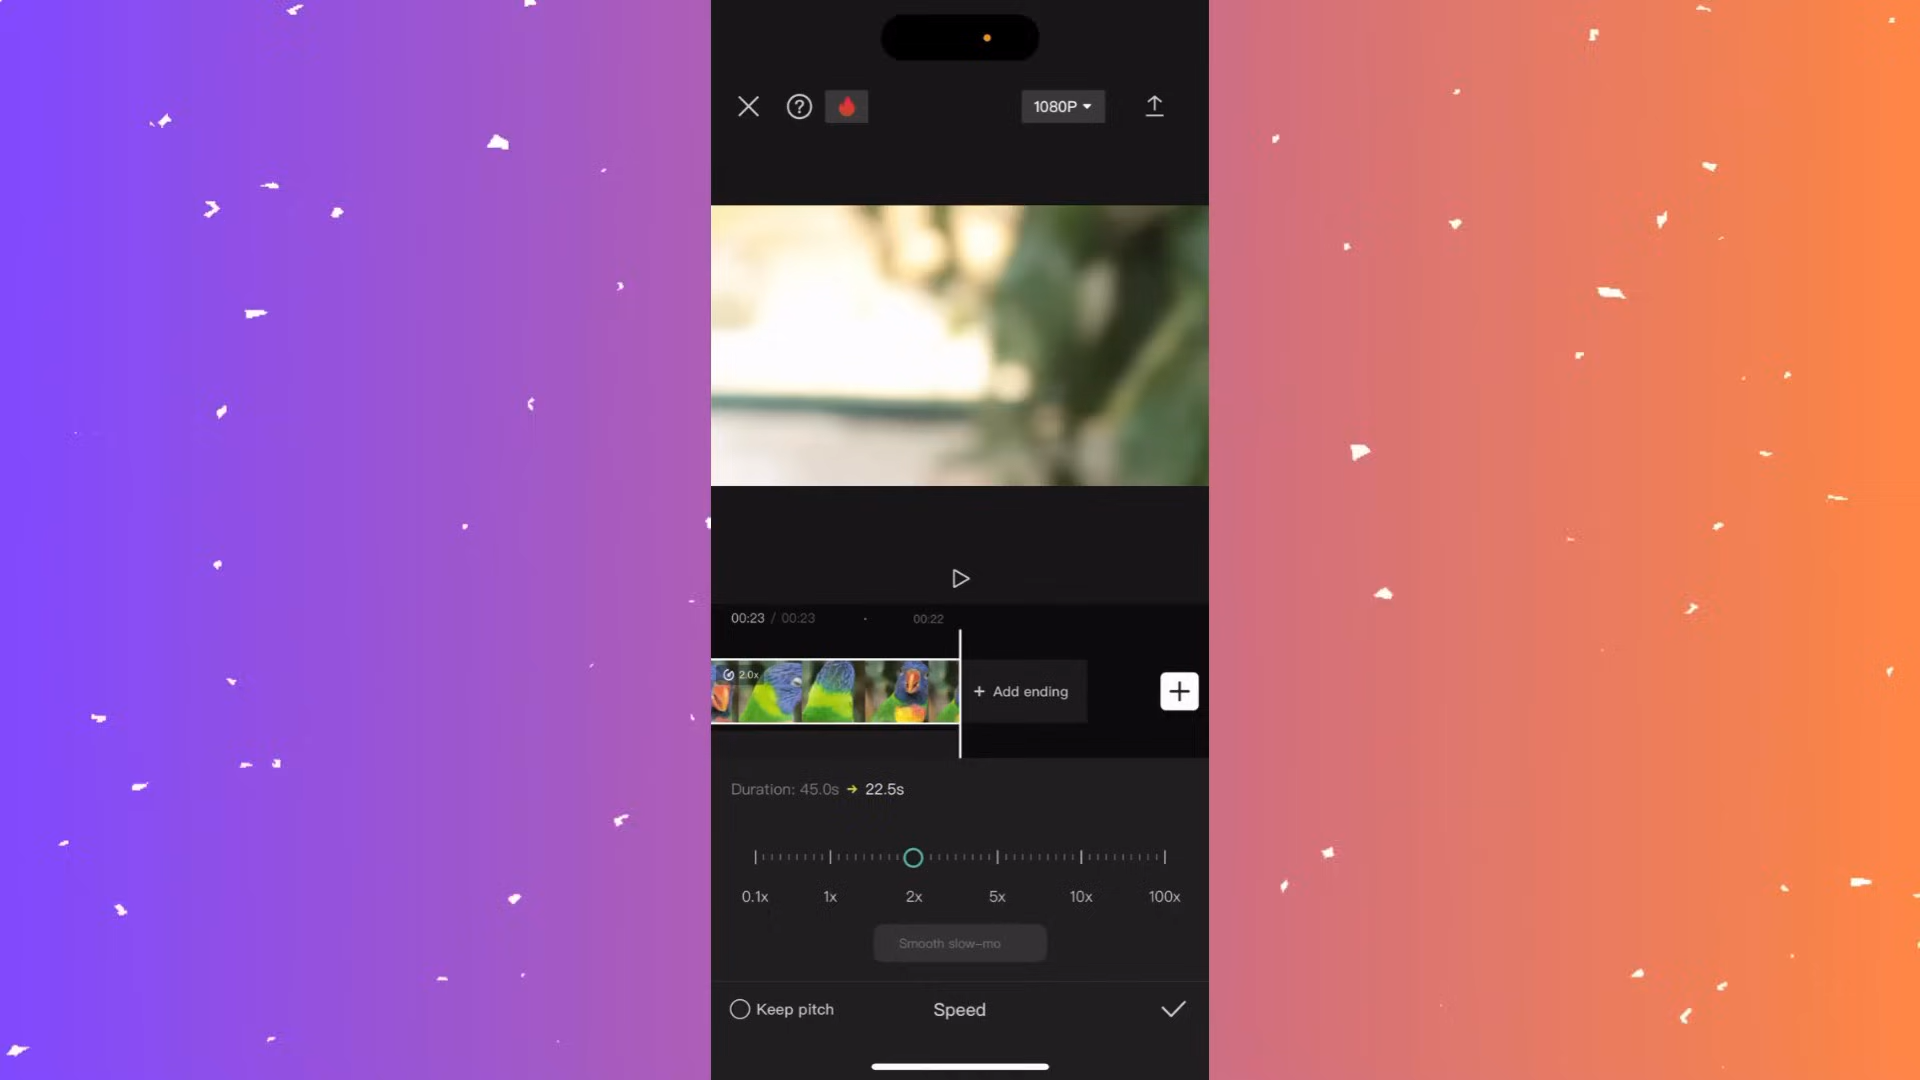 1080P
00:23 / 00:23
00:22
2.0x
+ Add ending
Duration: 45.0s → 22.5s
0.1x 1x 2x 5x 10x 100x
Smooth slow-mo
Keep pitch
Speed